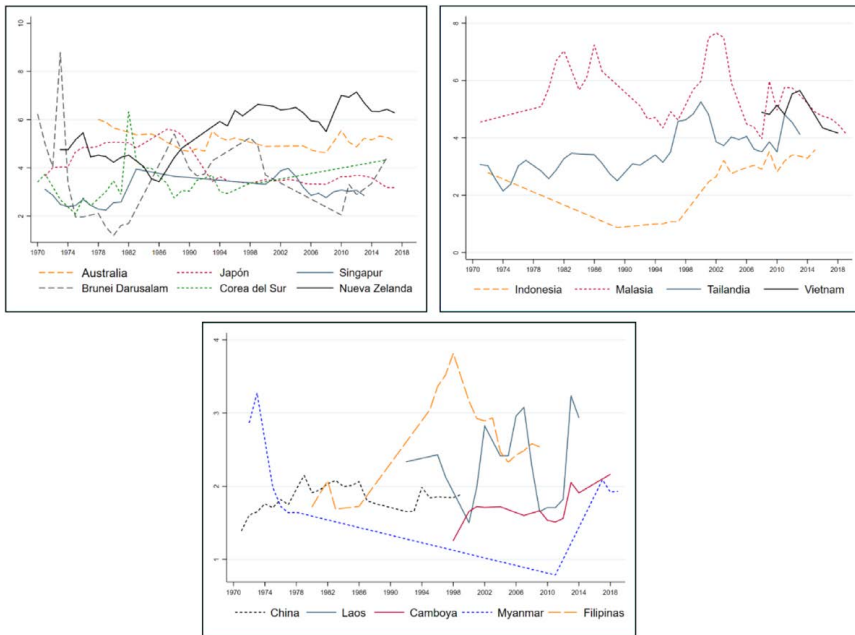 10
8
6
4
2
1970 1974 1978 1982 1986 1990 1994 1998 2002 2006 2010 2014 2018
Australia Japón Singapur
Brunei Darusalam Corea del Sur Nueva Zelanda
8
6
4
2
0
1970 1974 1978 1982 1986 1990 1994 1998 2002 2006 2010 2014 2018
Indonesia Malasia Tailandia Vietnam
4
3
2
1
1970 1974 1978 1982 1986 1990 1994 1998 2002 2006 2010 2014 2018
China Laos Camboya Myanmar Filipinas